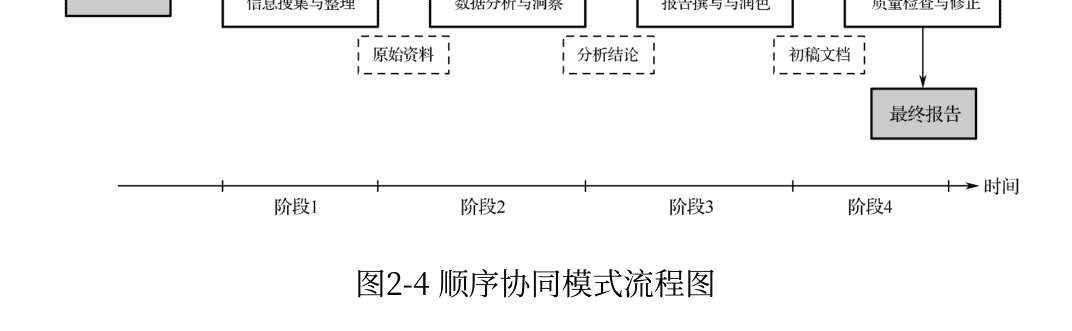 信息搜集与整理
数据分析与洞察
报告撰写与润色
质量检查与修正
原始资料
分析结论
初稿文档
最终报告
时间
阶段1
阶段2
阶段3
阶段4
图2-4 顺序协同模式流程图